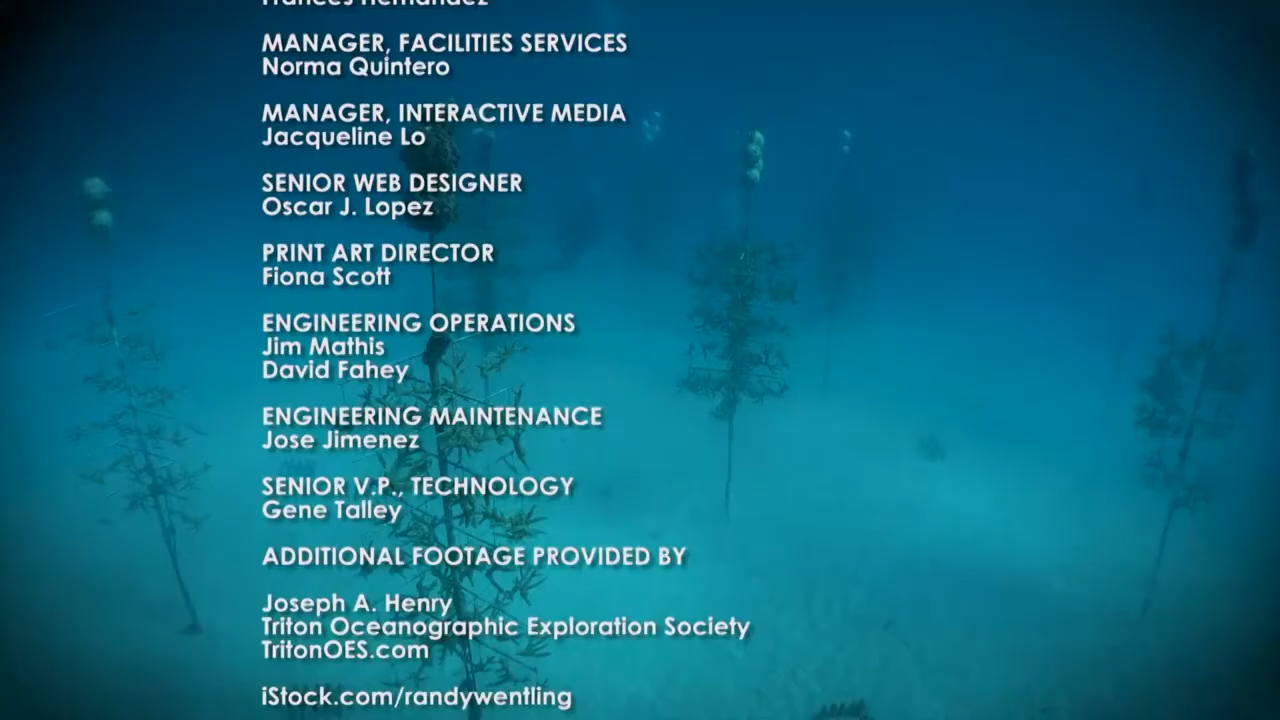 Frances Hernandez
MANAGER, FACILITIES SERVICES
Norma Quintero
MANAGER, INTERACTIVE MEDIA
Jacqueline Lo
SENIOR WEB DESIGNER
Oscar J. Lopez
PRINT ART DIRECTOR
Fiona Scott
ENGINEERING OPERATIONS
Jim Mathis
David Fahey
ENGINEERING MAINTENANCE
Jose Jimenez
SENIOR V.P., TECHNOLOGY
Gene Talley
ADDITIONAL FOOTAGE PROVIDED BY
Joseph A. Henry
Triton Oceanographic Exploration Society
TritonOES.com
iStock.com/randywentling